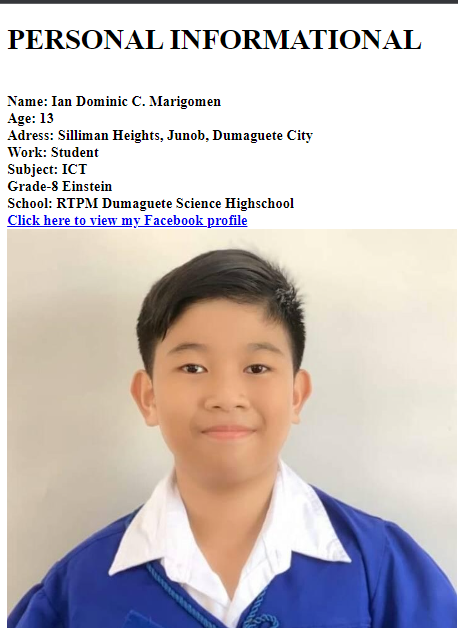 PERSONAL INFORMATIONAL
Name: Ian Dominic C. Marigomen
Age: 13
Adress: Silliman Heights, Junob, Dumaguete City
Work: Student
Subject: ICT
Grade-8 Einstein
School: RTPM Dumaguete Science Highschool
Click here to view my Facebook profile